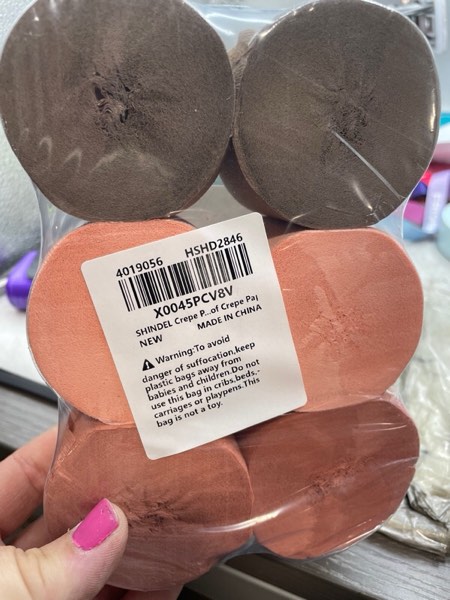 4019056 HSHD2846
X0045PCV8V
SHINDEL Crepe P...of Crepe Paj
NEW MADE IN CHINA
Warning:To avoid
danger of suffocation,keep
plastic bags away from
babies and children.Do not
use this bag in cribs,beds,-
carriages or playpens.This
bag is not a toy.